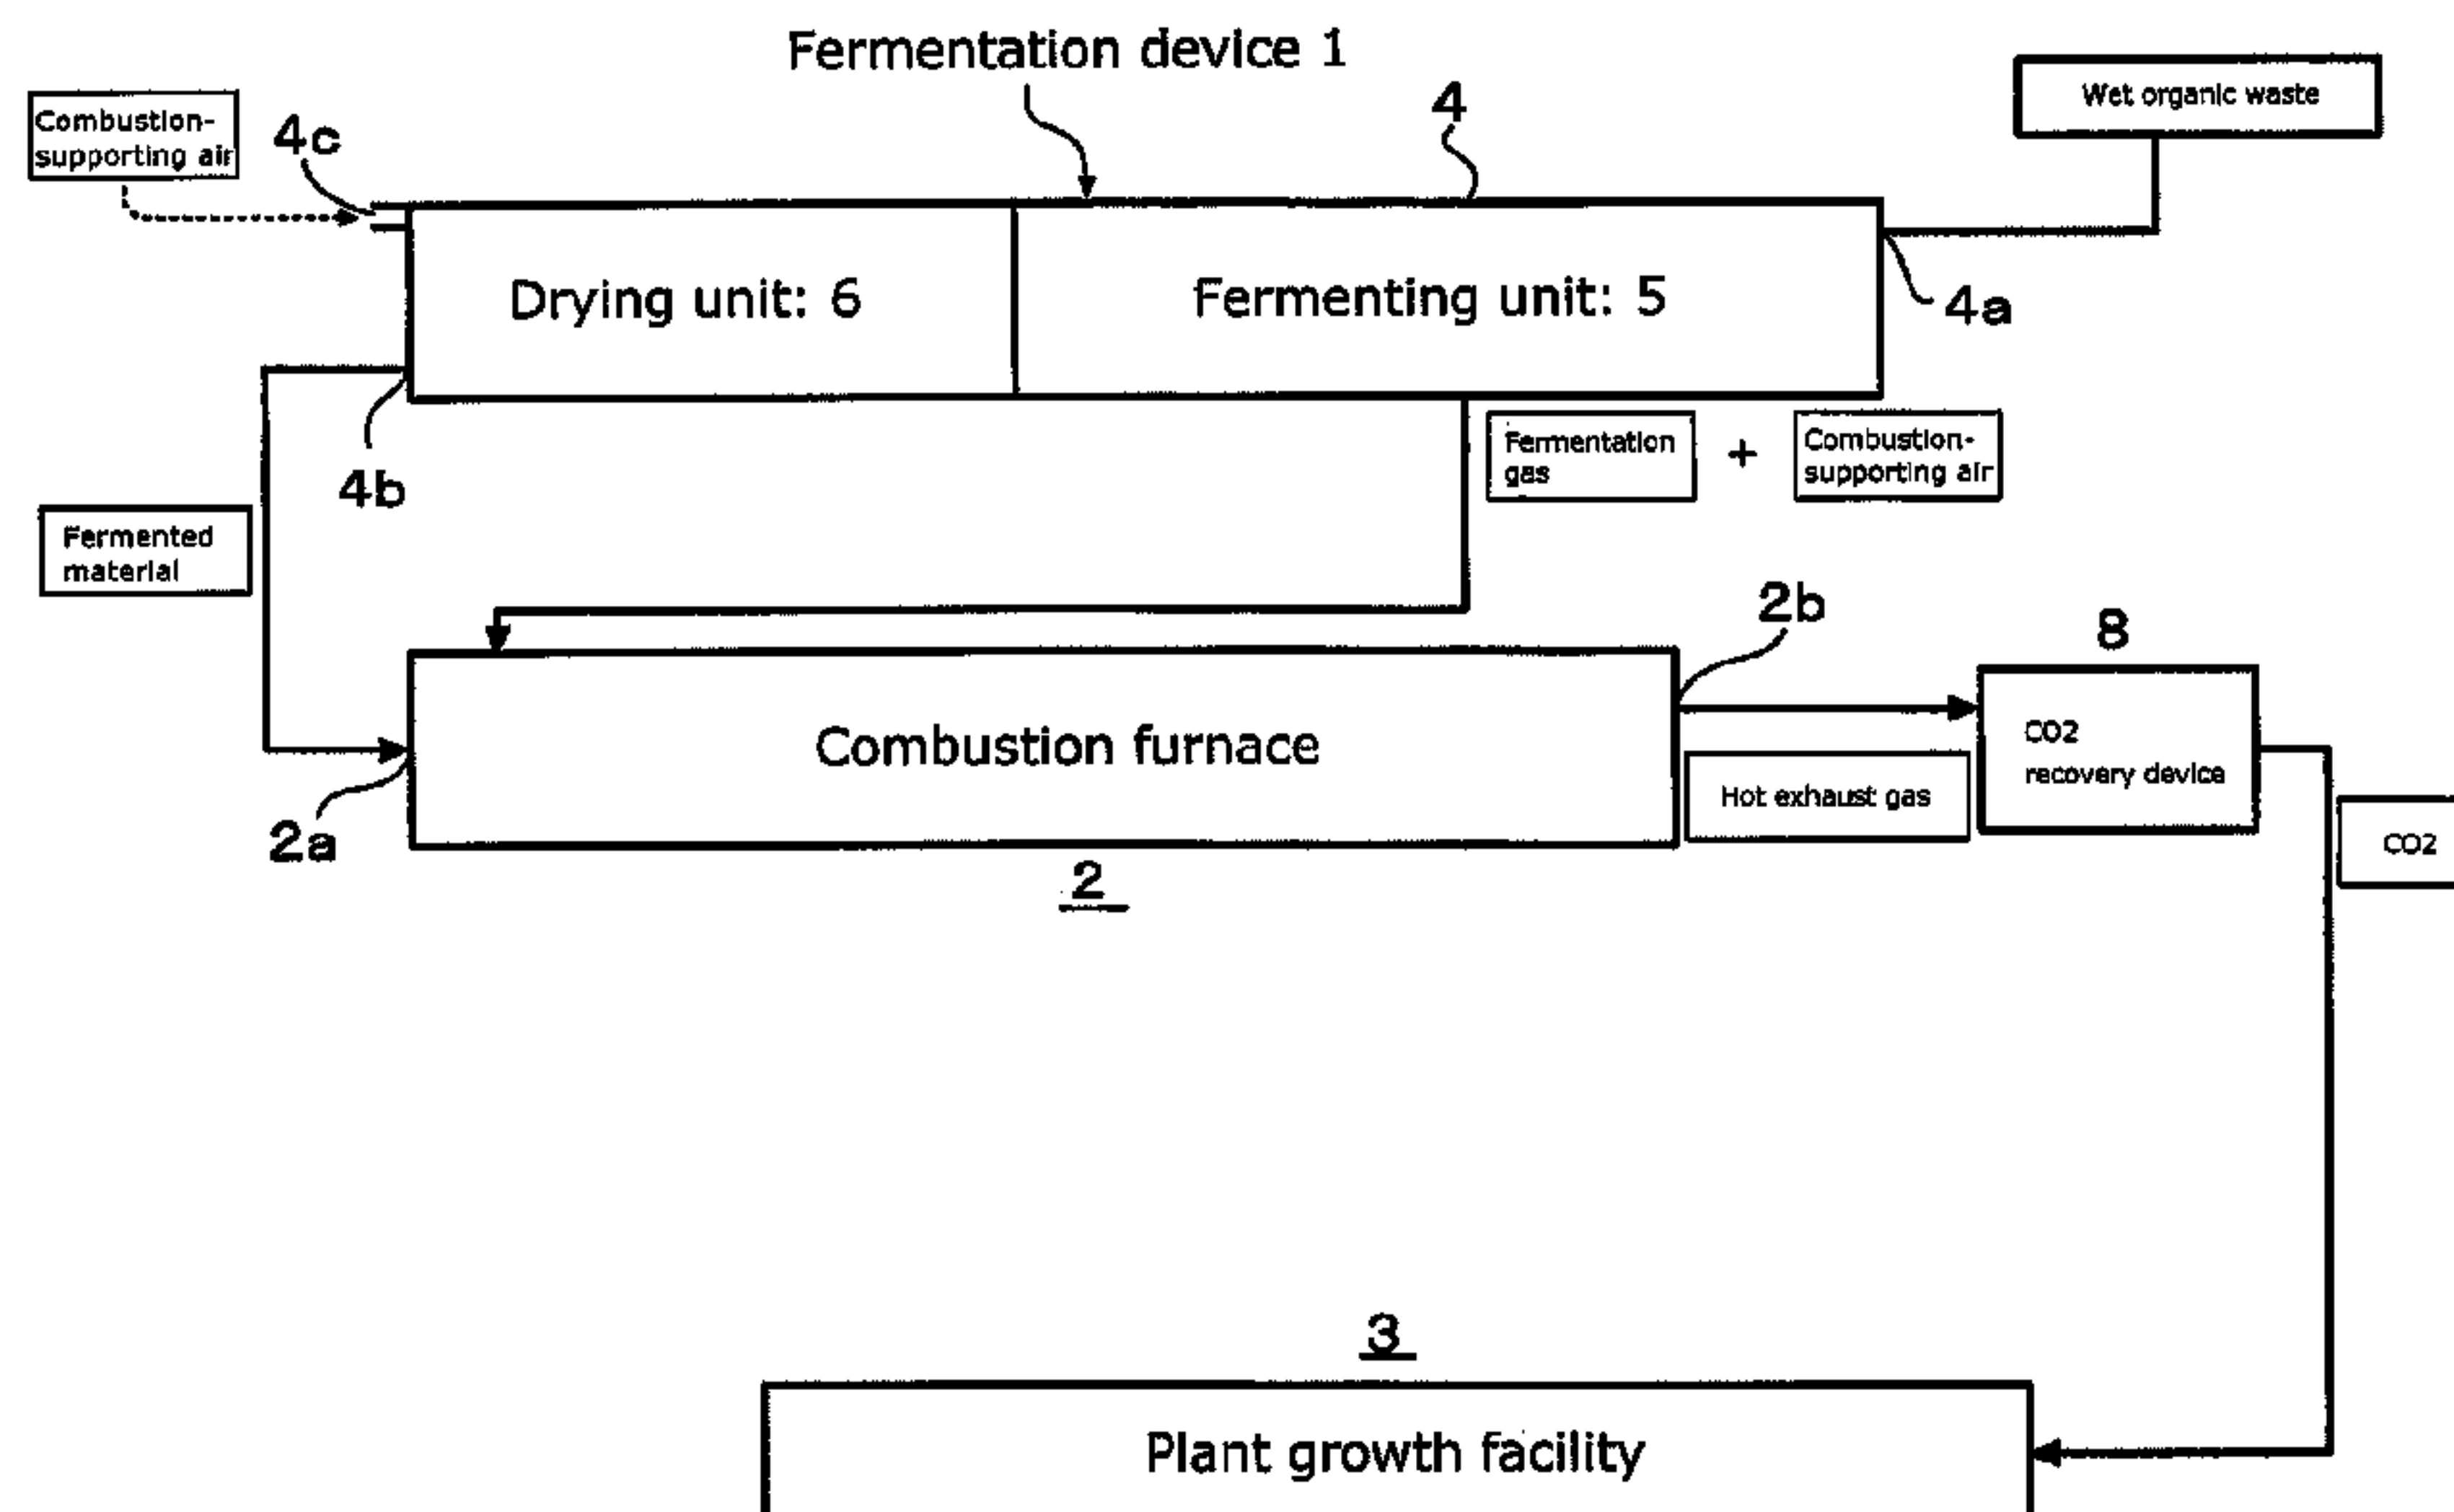 Fermentation device 1
Combustion-
supporting air
4c
4
Wet organic waste
Drying unit: 6
Fermenting unit: 5
4a
4b
Fermentation
gas
+
Combustion-
supporting air
Fermented
material
2b
8
Combustion furnace
CO2
recovery device
Hot exhaust gas
2a
CO2
2
3
Plant growth facility